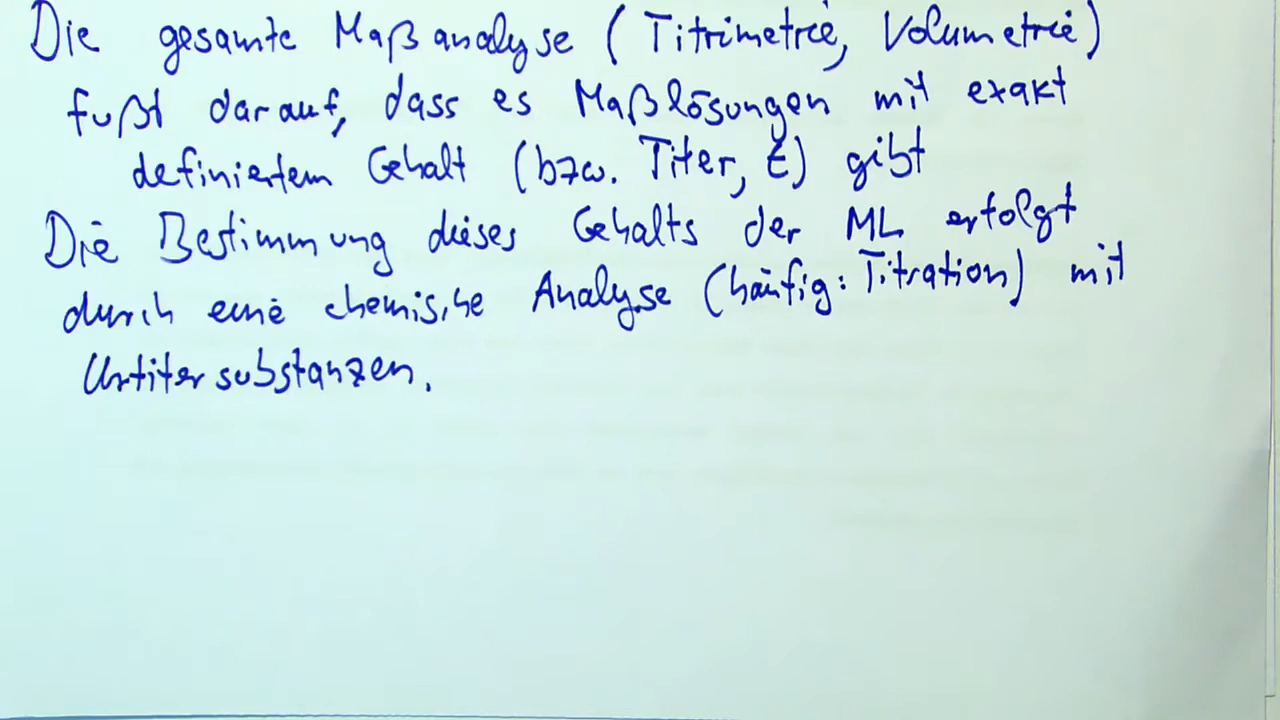 Die gesamte Maßanalyse (Titrimetrie, Volumetrie)
fußt darauf, dass es Maßlösungen mit exakt
definiertem Gehalt (bzw. Titer, t) gibt
Die Bestimmung dieses Gehalts der ML erfolgt
durch eine chemische Analyse (häufig: Titration) mit
Urtitersubstanzen.